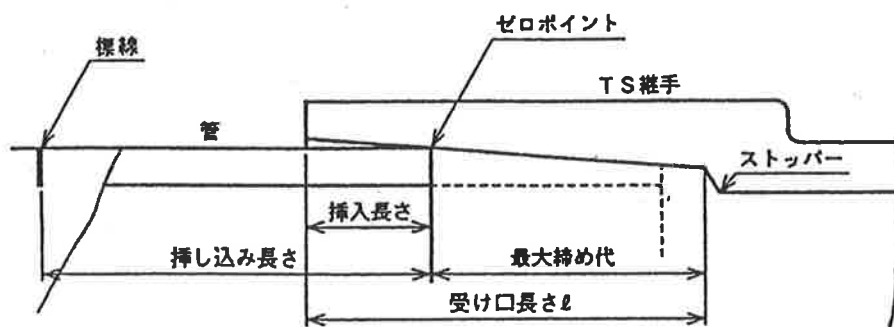 ゼロポイント
標線
TS継手
管
ストッパー
挿入長さ
挿し込み長さ
最大締め代
受け口長さℓ